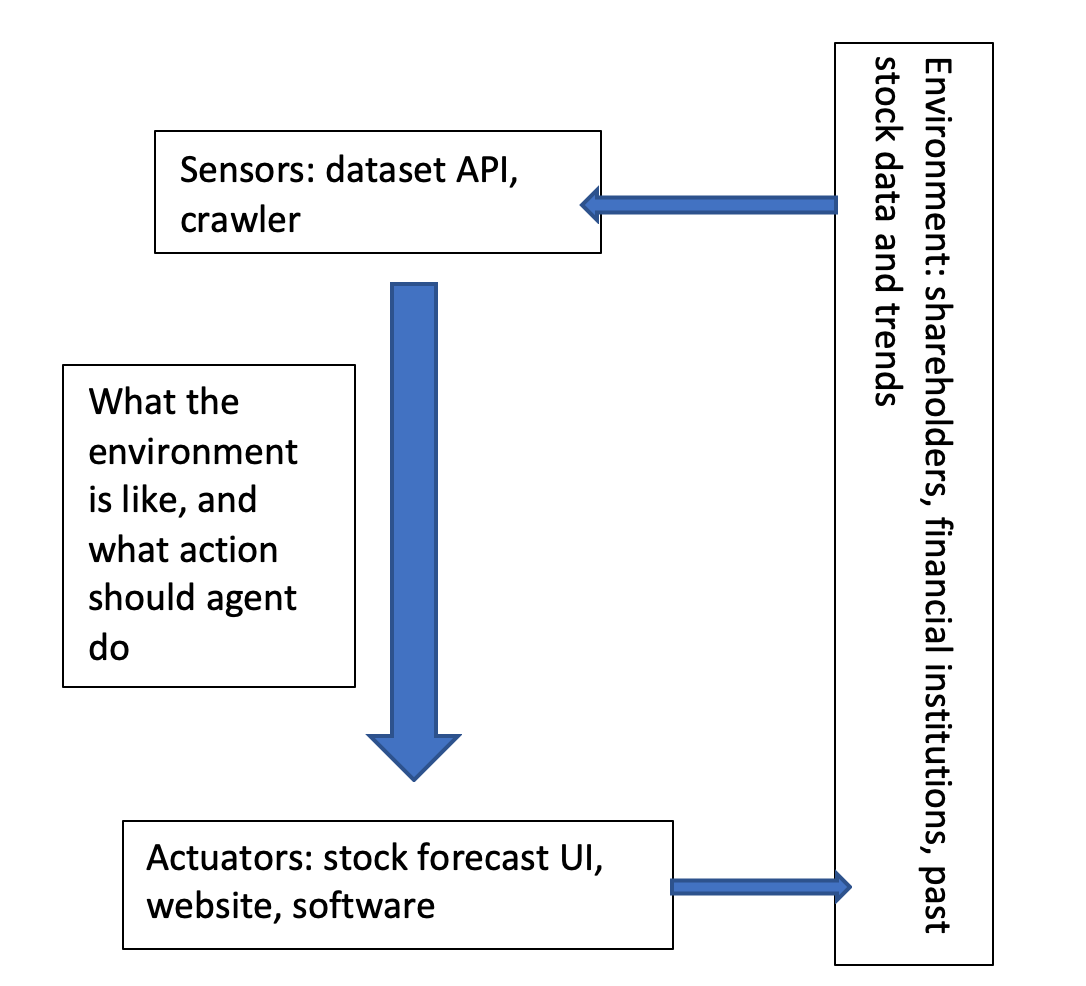 Sensors: dataset API,
crawler
What the
environment
is like, and
what action
should agent
do
Actuators: stock forecast UI,
website, software
Environment: shareholders, financial institutions, past
stock data and trends